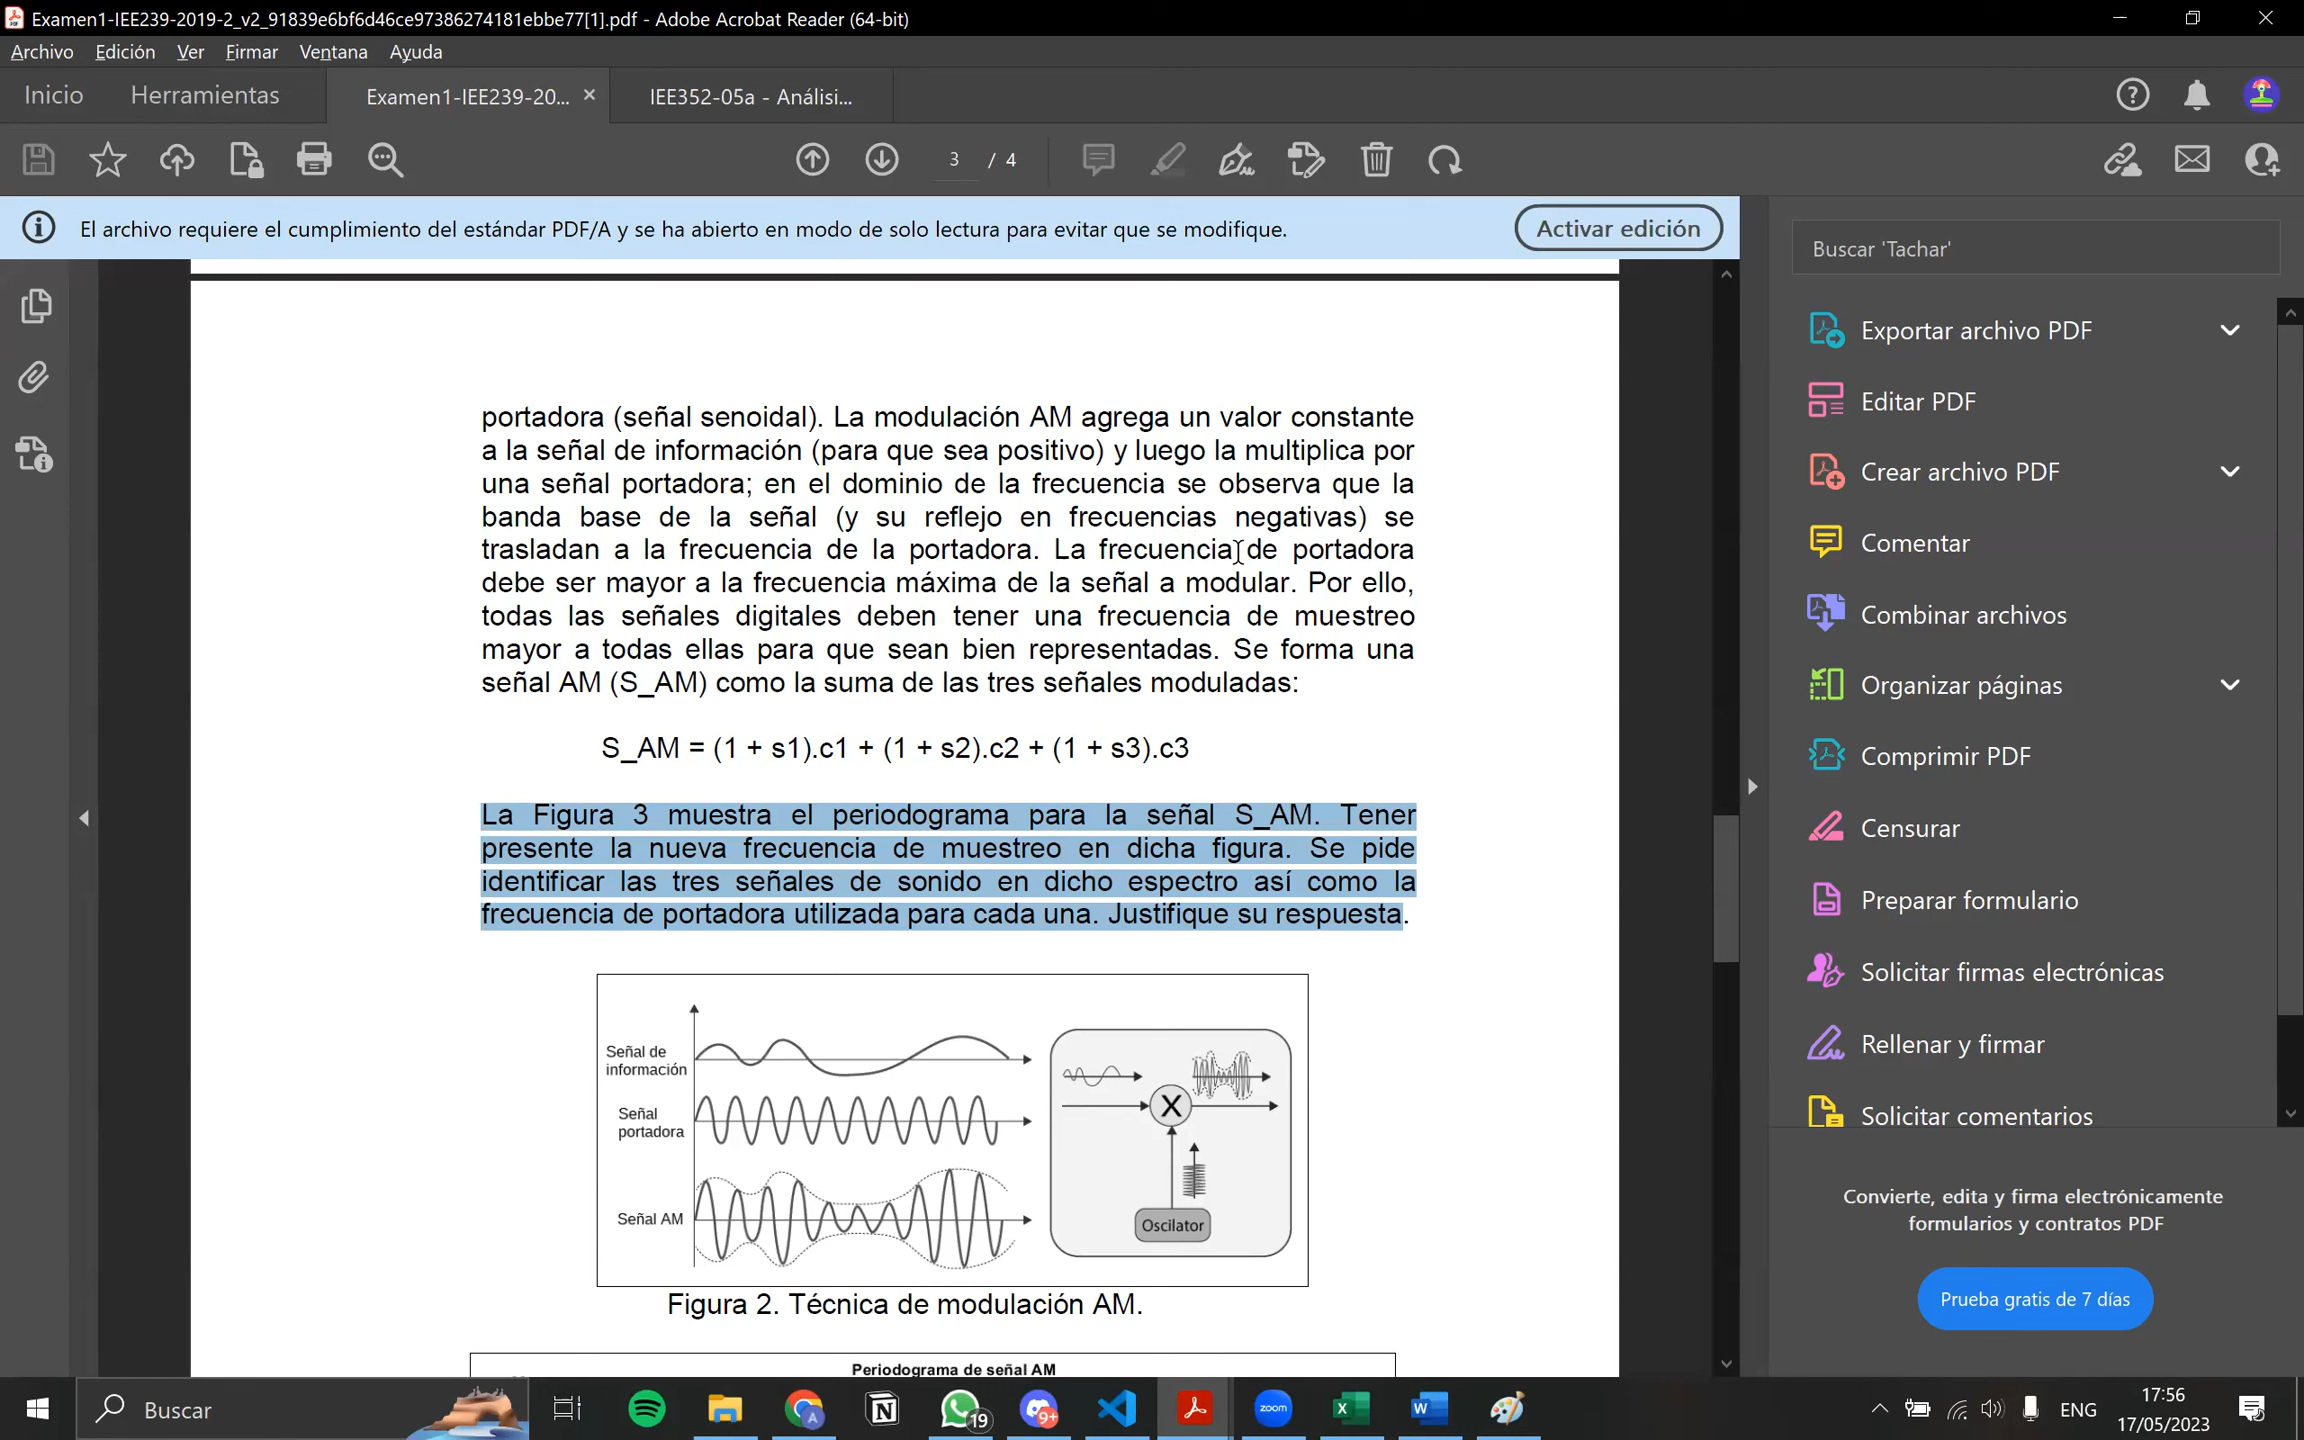 Examen1-IEE239-2019-2_v2_91839e6bf6d46ce97386274181ebbe77[1].pdf - Adobe Acrobat Reader (64-bit)
Archivo Edición Ver Firmar Ventana Ayuda
Inicio Herramientas Examen1-IEE239-20... × IEE352-05a - Análisi...
3 / 4
El archivo requiere el cumplimiento del estándar PDF/A y se ha abierto en modo de solo lectura para evitar que se modifique. Activar edición
portadora (señal senoidal). La modulación AM agrega un valor constante
a la señal de información (para que sea positivo) y luego la multiplica por
una señal portadora; en el dominio de la frecuencia se observa que la
banda base de la señal (y su reflejo en frecuencias negativas) se
trasladan a la frecuencia de la portadora. La frecuencia de portadora
debe ser mayor a la frecuencia máxima de la señal a modular. Por ello,
todas las señales digitales deben tener una frecuencia de muestreo
mayor a todas ellas para que sean bien representadas. Se forma una
señal AM (S_AM) como la suma de las tres señales moduladas:
S_AM = (1 + s1).c1 + (1 + s2).c2 + (1 + s3).c3
La Figura 3 muestra el periodograma para la señal S_AM. Tener
presente la nueva frecuencia de muestreo en dicha figura. Se pide
identificar las tres señales de sonido en dicho espectro así como la
frecuencia de portadora utilizada para cada una. Justifique su respuesta.
Señal de
información
Señal
portadora
Señal AM
X
Oscilator
Figura 2. Técnica de modulación AM.
Periodograma de señal AM
Buscar 'Tachar'
Exportar archivo PDF
Editar PDF
Crear archivo PDF
Comentar
Combinar archivos
Organizar páginas
Comprimir PDF
Censurar
Preparar formulario
Solicitar firmas electrónicas
Rellenar y firmar
Solicitar comentarios
Convierte, edita y firma electrónicamente
formularios y contratos PDF
Prueba gratis de 7 días
Buscar
A
19
9+
zoom
ENG
17:56
17/05/2023